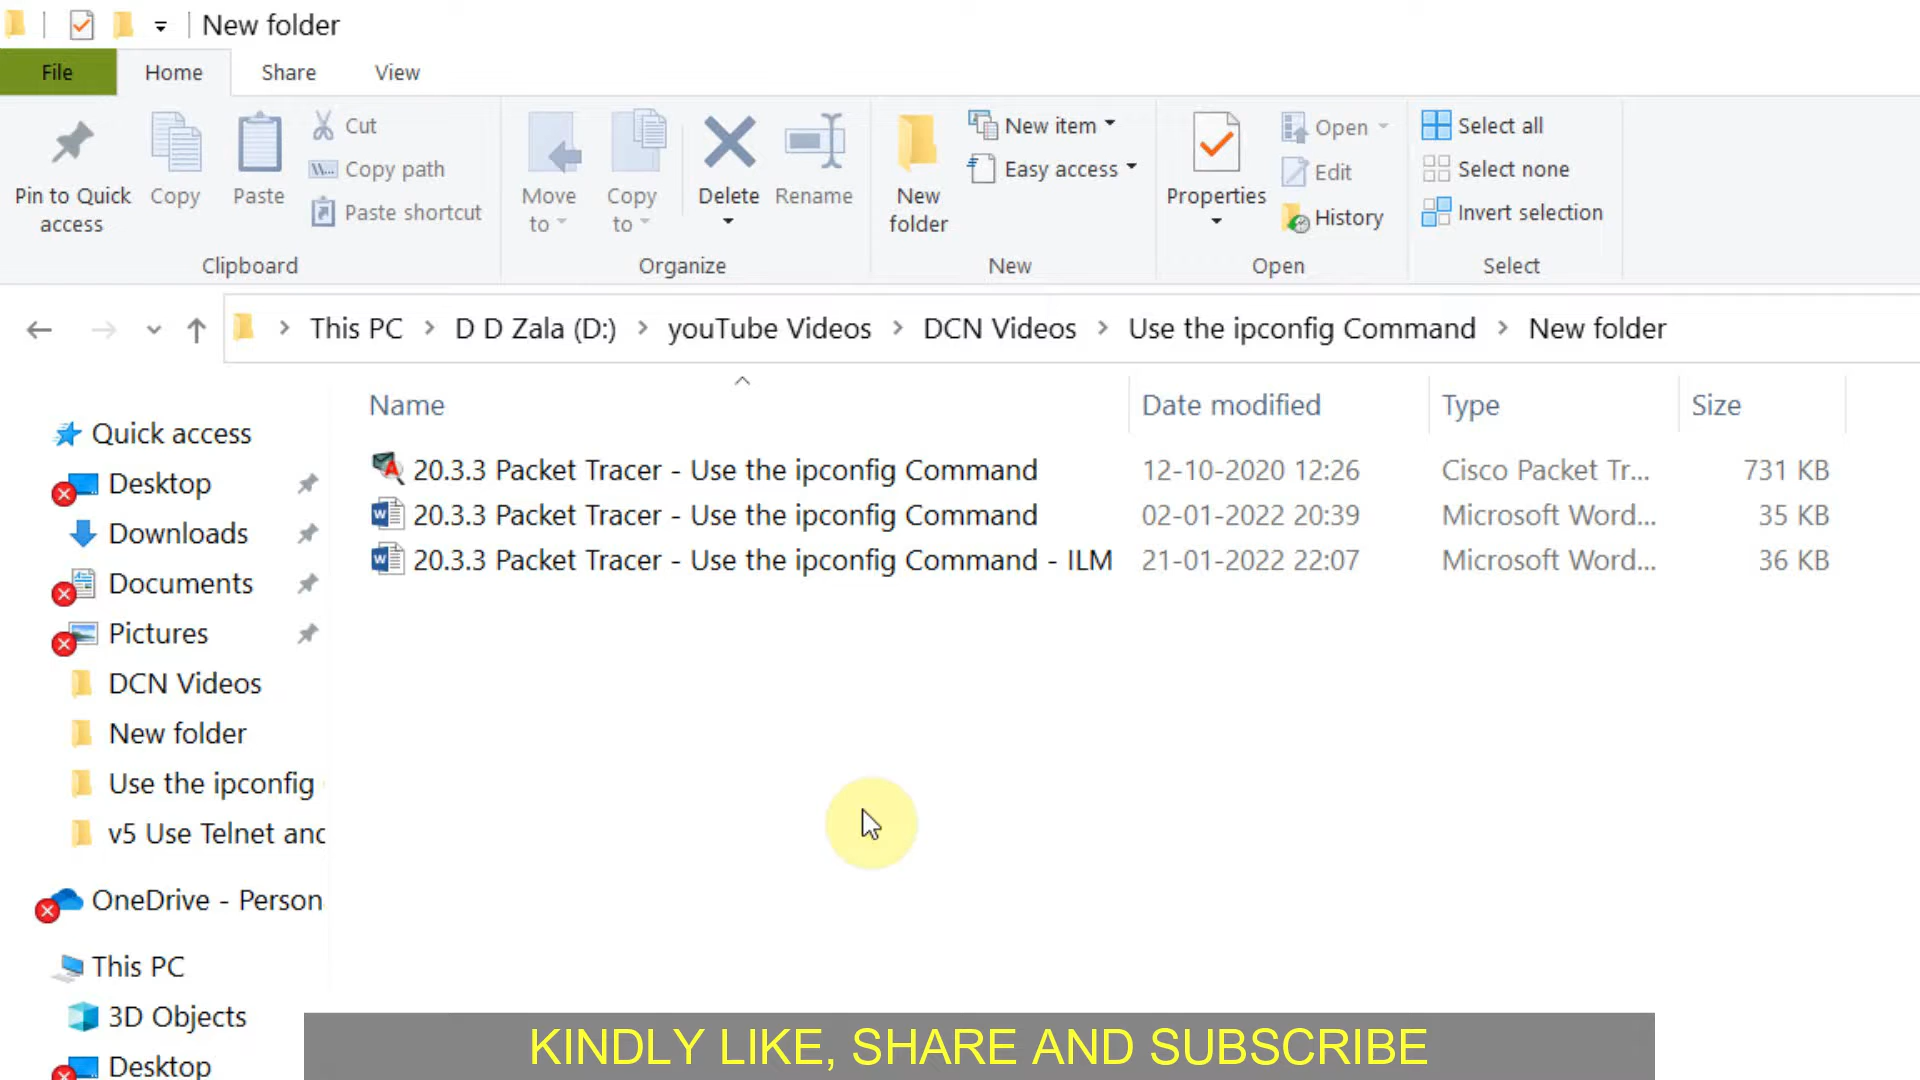 New folder
File Home Share View
Pin to Quick access
Copy
Paste
Cut
Copy path
Paste shortcut
Clipboard
Move to
Copy to
Delete
Rename
Organize
New folder
New item
Easy access
New
Properties
Open
Edit
History
Open
Select all
Select none
Invert selection
Select
This PC > D D Zala (D:) > youTube Videos > DCN Videos > Use the ipconfig Command > New folder
Name Date modified Type Size
20.3.3 Packet Tracer - Use the ipconfig Command 12-10-2020 12:26 Cisco Packet Tr... 731 KB
20.3.3 Packet Tracer - Use the ipconfig Command 02-01-2022 20:39 Microsoft Word... 35 KB
20.3.3 Packet Tracer - Use the ipconfig Command - ILM 21-01-2022 22:07 Microsoft Word... 36 KB
Quick access
Desktop
Downloads
Documents
Pictures
DCN Videos
New folder
Use the ipconfig
v5 Use Telnet and
OneDrive - Person
This PC
3D Objects
Desktop
KINDLY LIKE, SHARE AND SUBSCRIBE